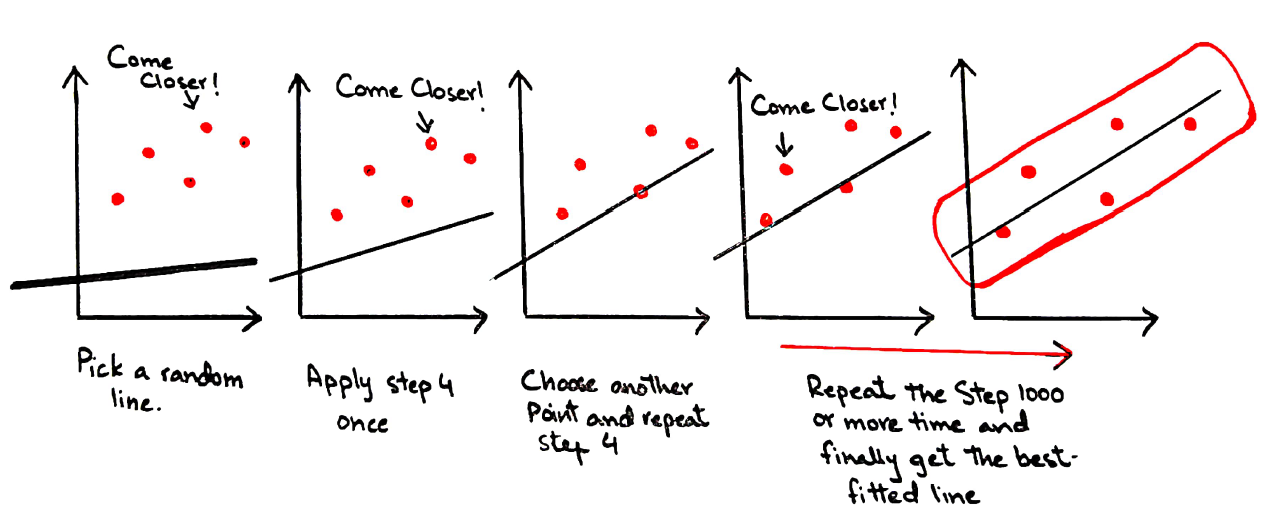 Come
Closer!
Come Closer!
Come Closer!
Pick a random
line.
Apply step 4
once
Choose another
Point and repeat
step 4
Repeat the Step 1000
or more time and
finally get the best-
fitted line